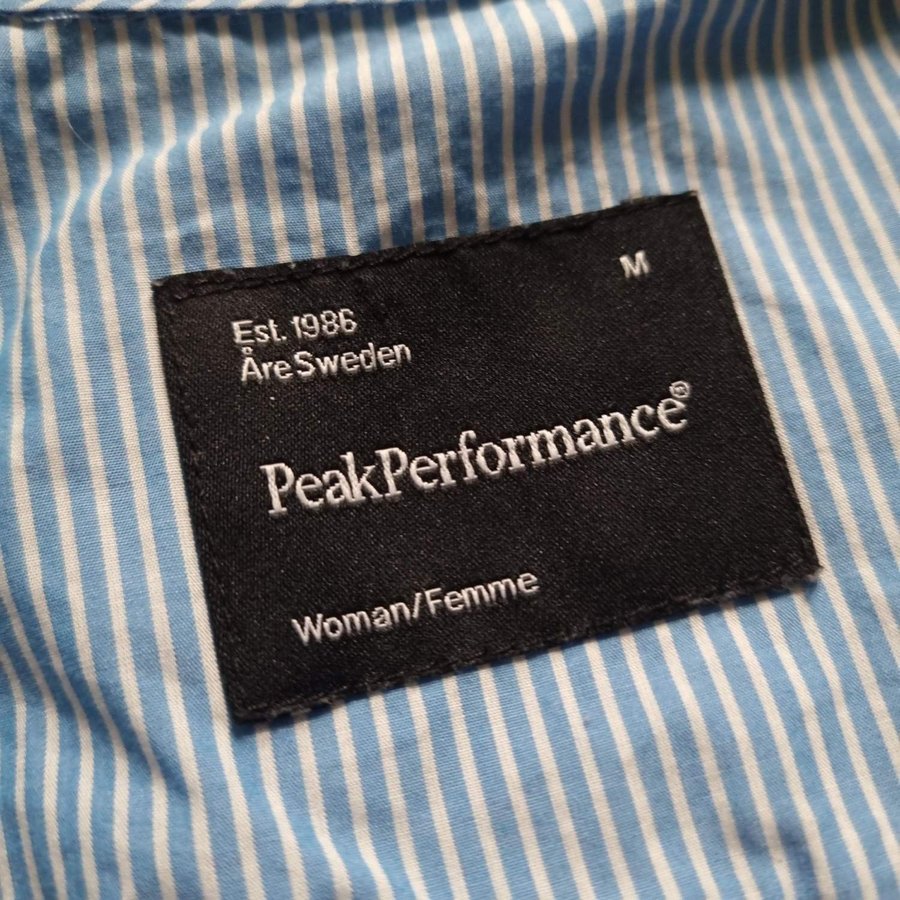 M
Est. 1986
Åre Sweden
PeakPerformance®
Woman/Femme